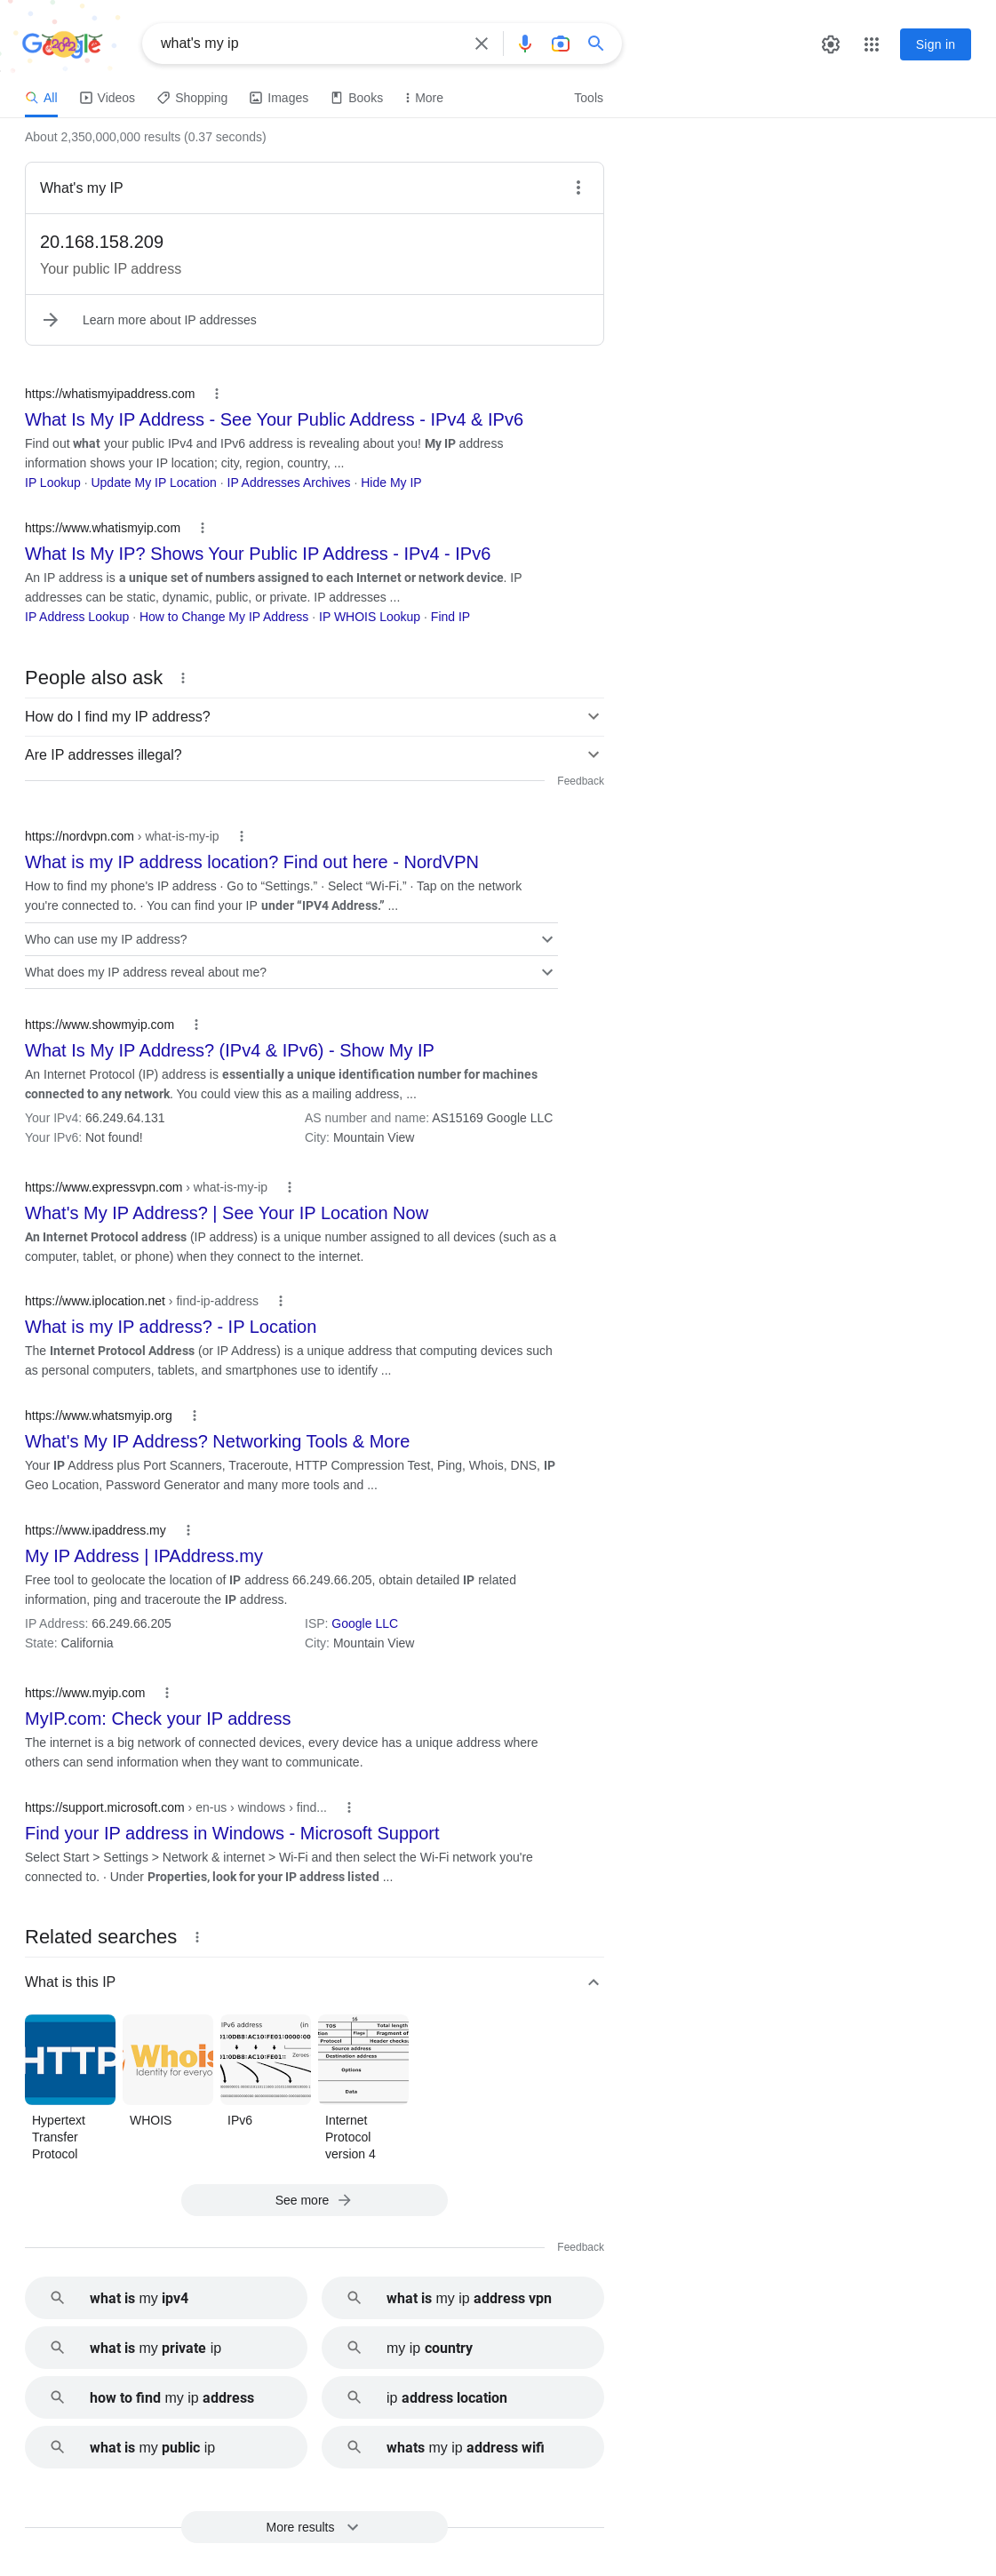 Google
what's my ip
Sign in
All
Videos
Shopping
Images
Books
More
Tools
About 2,350,000,000 results (0.37 seconds)
What's my IP
20.168.158.209
Your public IP address
Learn more about IP addresses
https://whatismyipaddress.com
What Is My IP Address - See Your Public Address - IPv4 & IPv6
Find out what your public IPv4 and IPv6 address is revealing about you! My IP address
information shows your IP location; city, region, country, ...
IP Lookup · Update My IP Location · IP Addresses Archives · Hide My IP
https://www.whatismyip.com
What Is My IP? Shows Your Public IP Address - IPv4 - IPv6
An IP address is a unique set of numbers assigned to each Internet or network device. IP
addresses can be static, dynamic, public, or private. IP addresses ...
IP Address Lookup · How to Change My IP Address · IP WHOIS Lookup · Find IP
People also ask
How do I find my IP address?
Are IP addresses illegal?
Feedback
https://nordvpn.com › what-is-my-ip
What is my IP address location? Find out here - NordVPN
How to find my phone's IP address · Go to “Settings.” · Select “Wi-Fi.” · Tap on the network
you're connected to. · You can find your IP under “IPV4 Address.” ...
Who can use my IP address?
What does my IP address reveal about me?
https://www.showmyip.com
What Is My IP Address? (IPv4 & IPv6) - Show My IP
An Internet Protocol (IP) address is essentially a unique identification number for machines
connected to any network. You could view this as a mailing address, ...
Your IPv4: 66.249.64.131
AS number and name: AS15169 Google LLC
Your IPv6: Not found!
City: Mountain View
https://www.expressvpn.com › what-is-my-ip
What's My IP Address? | See Your IP Location Now
An Internet Protocol address (IP address) is a unique number assigned to all devices (such as a
computer, tablet, or phone) when they connect to the internet.
https://www.iplocation.net › find-ip-address
What is my IP address? - IP Location
The Internet Protocol Address (or IP Address) is a unique address that computing devices such
as personal computers, tablets, and smartphones use to identify ...
https://www.whatsmyip.org
What's My IP Address? Networking Tools & More
Your IP Address plus Port Scanners, Traceroute, HTTP Compression Test, Ping, Whois, DNS, IP
Geo Location, Password Generator and many more tools and ...
https://www.ipaddress.my
My IP Address | IPAddress.my
Free tool to geolocate the location of IP address 66.249.66.205, obtain detailed IP related
information, ping and traceroute the IP address.
IP Address: 66.249.66.205
ISP: Google LLC
State: California
City: Mountain View
https://www.myip.com
MyIP.com: Check your IP address
The internet is a big network of connected devices, every device has a unique address where
others can send information when they want to communicate.
https://support.microsoft.com › en-us › windows › find...
Find your IP address in Windows - Microsoft Support
Select Start > Settings > Network & internet > Wi-Fi and then select the Wi-Fi network you're
connected to. · Under Properties, look for your IP address listed ...
Related searches
What is this IP
HTTP
Whois
Identity for everyo
IPv6 address (in
Zeroes
16
TOS Total length
Flags Fragment of
Protocol Header checks
Source address
Destination address
Options
Data
Hypertext
Transfer
Protocol
WHOIS
IPv6
Internet
Protocol
version 4
See more
Feedback
what is my ipv4
what is my ip address vpn
what is my private ip
my ip country
how to find my ip address
ip address location
what is my public ip
whats my ip address wifi
More results